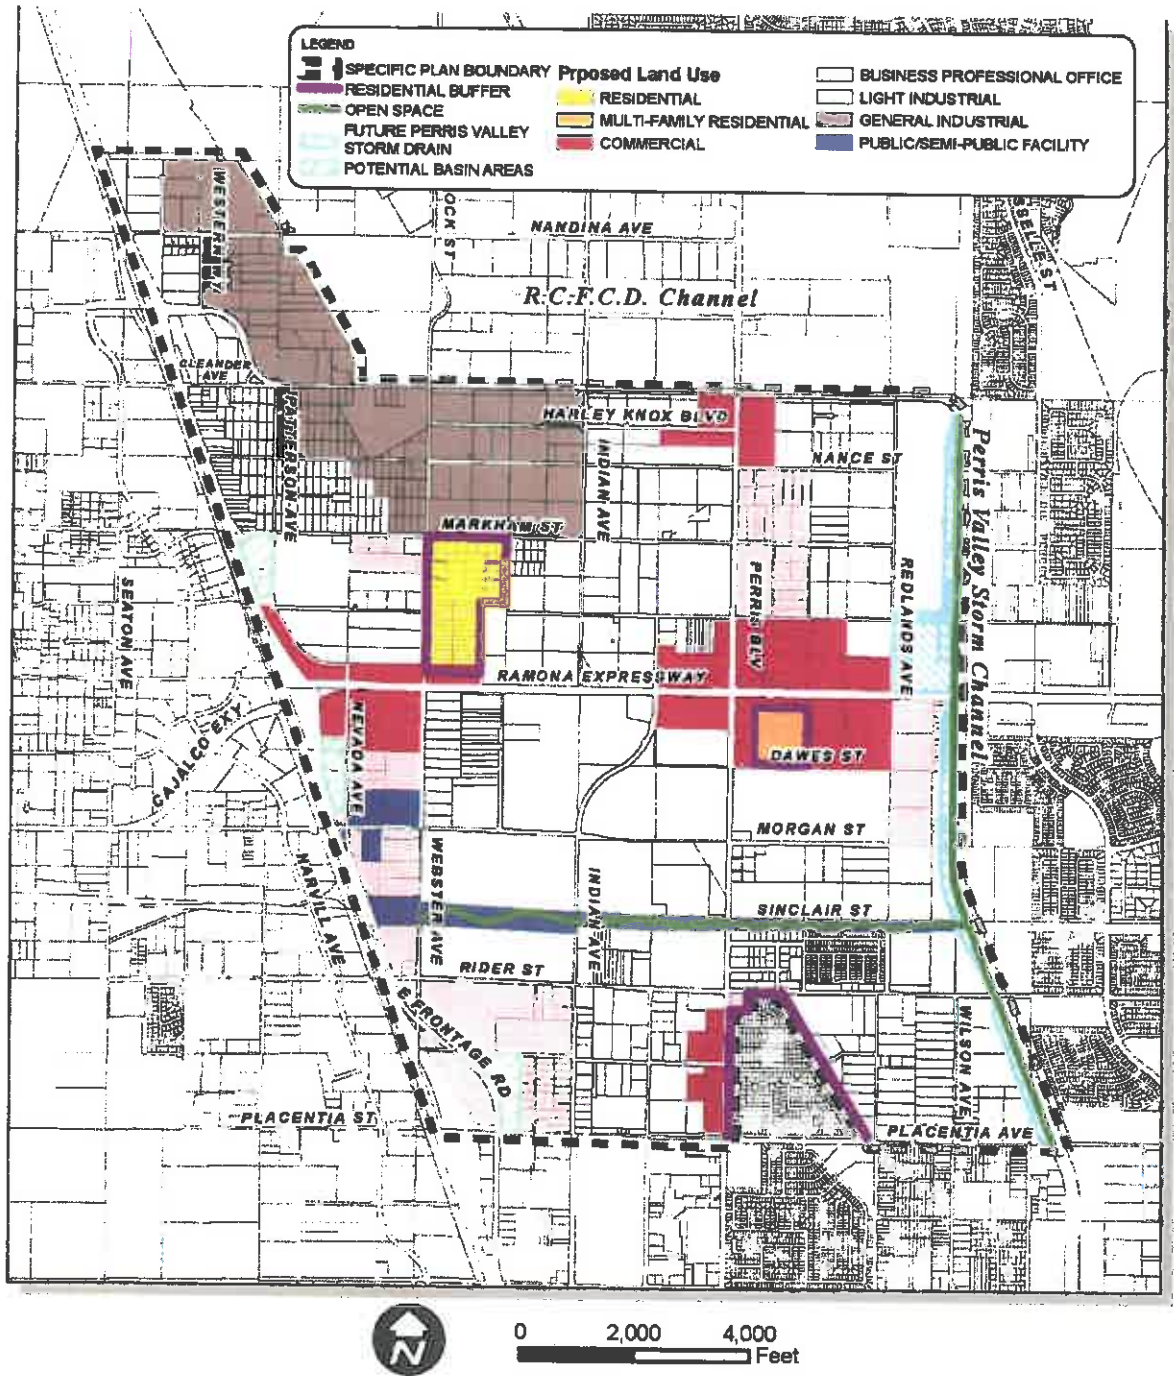 LEGEND
SPECIFIC PLAN BOUNDARY
RESIDENTIAL BUFFER
OPEN SPACE
FUTURE PERRIS VALLEY
STORM DRAIN
POTENTIAL BASIN AREAS
Prposed Land Use
RESIDENTIAL
MULTI-FAMILY RESIDENTIAL
COMMERCIAL
BUSINESS PROFESSIONAL OFFICE
LIGHT INDUSTRIAL
GENERAL INDUSTRIAL
PUBLIC/SEMI-PUBLIC FACILITY
NANDINA AVE
R.C.F.C.D. Channel
OLEANDER
AVE
HARLEY KNOX BLVD
NANCE ST
PATTERSON AVE
INDIAN AVE
MARKHAM ST
SEATON AVE
PERRIS BLV
REDLANDS AVE
Perris Valley Storm Channel
RAMONA EXPRESSWAY
CAJALCO EXY
NEVADA AVE
DAWES ST
MORGAN ST
HARVILL AVE
WEBSTER AVE
INDIAN AVE
SINCLAIR ST
RIDER ST
E FRONTAGE RD
WILSON AVE
PLACENTIA ST
PLACENTIA AVE
N
0 2,000 4,000
Feet